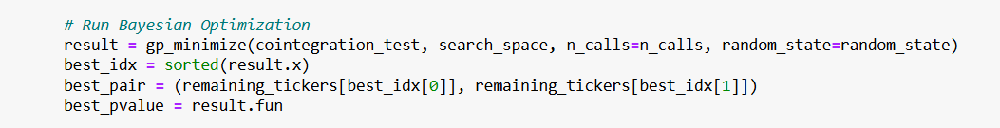 # Run Bayesian Optimization
result = gp_minimize(cointegration_test, search_space, n_calls=n_calls, random_state=random_state)
best_idx = sorted(result.x)
best_pair = (remaining_tickers[best_idx[0]], remaining_tickers[best_idx[1]])
best_pvalue = result.fun